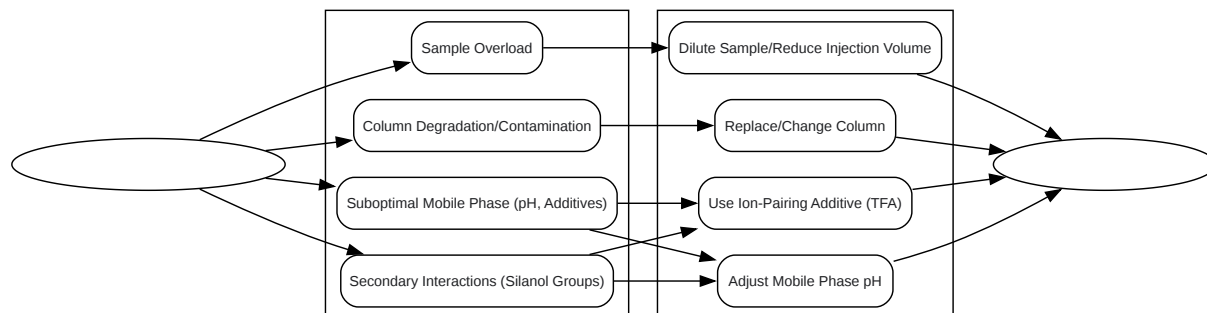 Sample Overload
Dilute Sample/Reduce Injection Volume
Column Degradation/Contamination
Replace/Change Column
Suboptimal Mobile Phase (pH, Additives)
Use Ion-Pairing Additive (TFA)
Secondary Interactions (Silanol Groups)
Adjust Mobile Phase pH